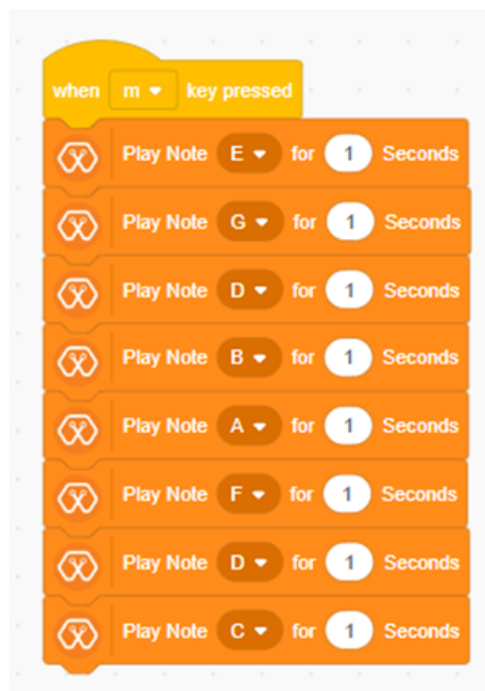 when m key pressed
Play Note E for 1 Seconds
Play Note G for 1 Seconds
Play Note D for 1 Seconds
Play Note B for 1 Seconds
Play Note A for 1 Seconds
Play Note F for 1 Seconds
Play Note D for 1 Seconds
Play Note C for 1 Seconds